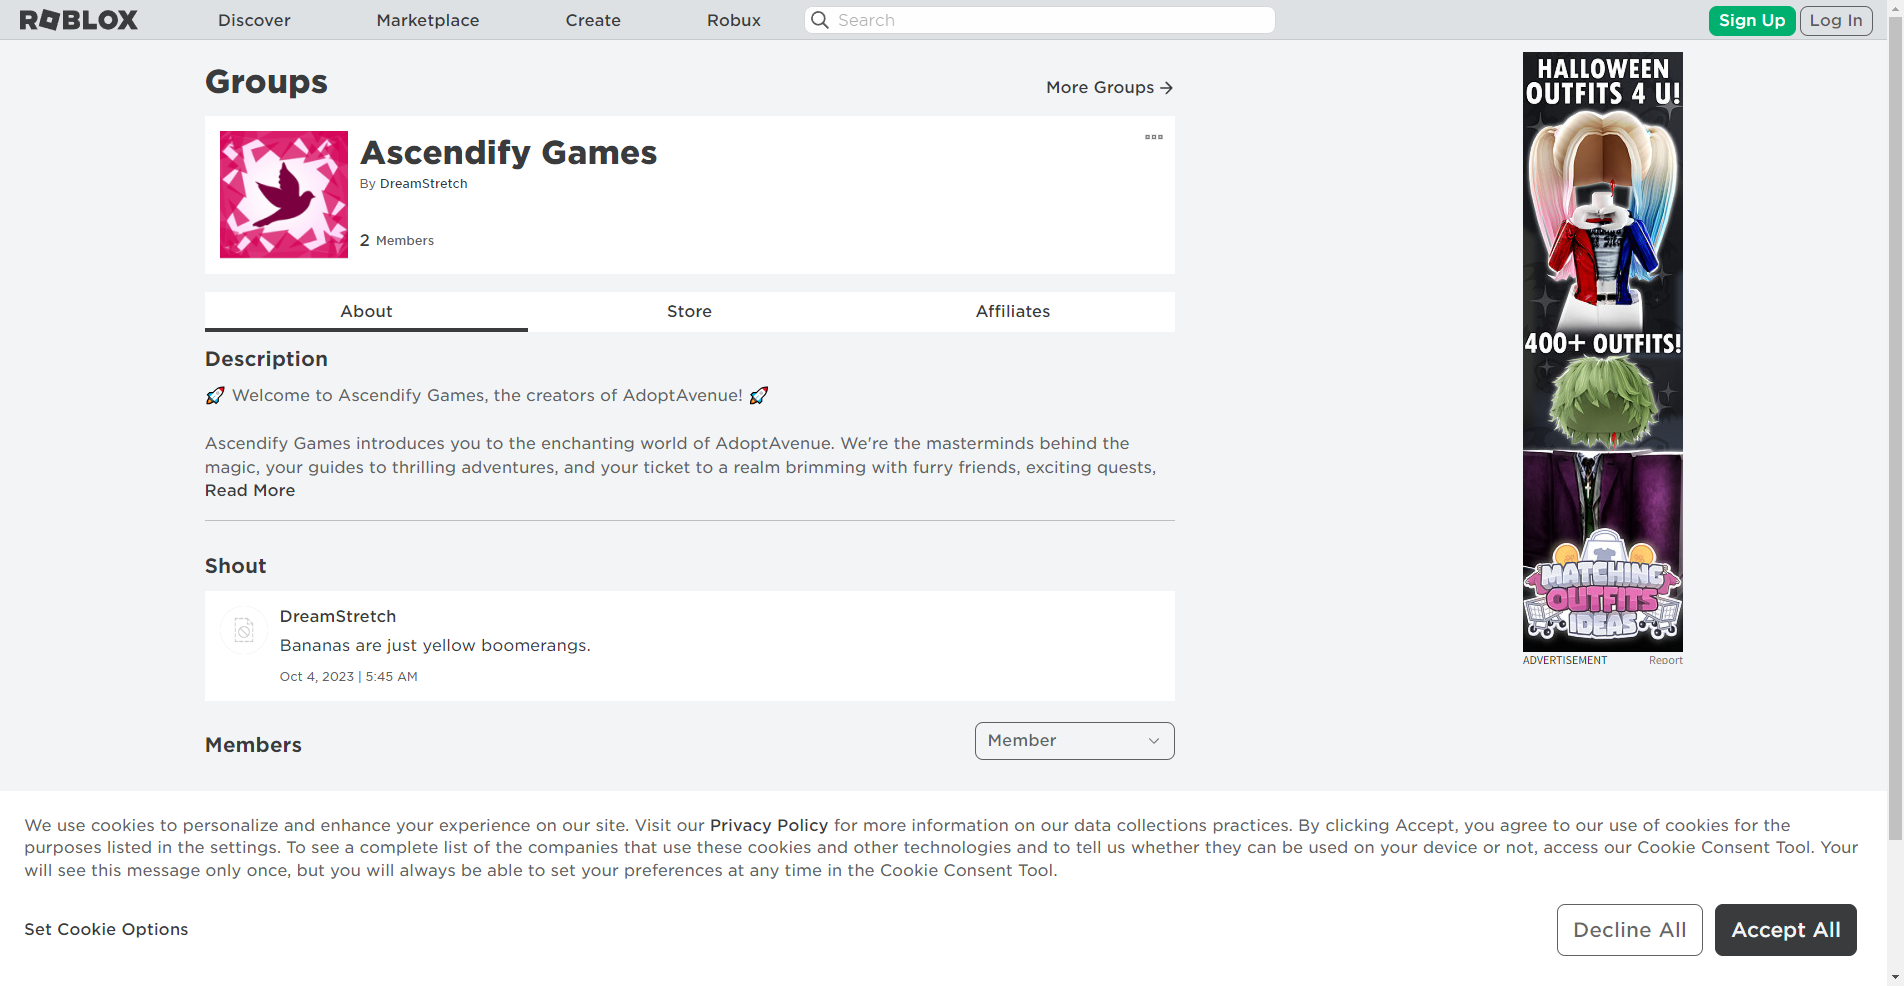 ROBLOX
Discover
Marketplace
Create
Robux
Search
Sign Up
Log In
Groups
More Groups →
Ascendify Games
By DreamStretch
2 Members
About
Store
Affiliates
Description
🚀 Welcome to Ascendify Games, the creators of AdoptAvenue! 🚀
Ascendify Games introduces you to the enchanting world of AdoptAvenue. We're the masterminds behind the
magic, your guides to thrilling adventures, and your ticket to a realm brimming with furry friends, exciting quests,
Read More
Shout
DreamStretch
Bananas are just yellow boomerangs.
Oct 4, 2023 | 5:45 AM
Members
Member
HALLOWEEN
OUTFITS 4 U!
400+ OUTFITS!
MATCHING
OUTFITS
IDEAS
ADVERTISEMENT
Report
We use cookies to personalize and enhance your experience on our site. Visit our Privacy Policy for more information on our data collections practices. By clicking Accept, you agree to our use of cookies for the
purposes listed in the settings. To see a complete list of the companies that use these cookies and other technologies and to tell us whether they can be used on your device or not, access our Cookie Consent Tool. Your
will see this message only once, but you will always be able to set your preferences at any time in the Cookie Consent Tool.
Set Cookie Options
Decline All
Accept All